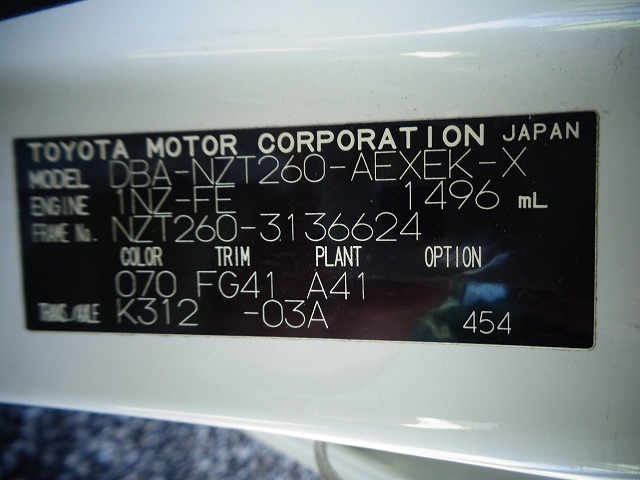 TOYOTA MOTOR CORPORATION JAPAN
MODEL DBA-NZT260-AEXEK-X
ENGINE 1NZ-FE 1496 mL
FRAME No. NZT260-3136624
COLOR TRIM PLANT OPTION
070 FG41 A41
TRANS/AXLE K312 -03A 454